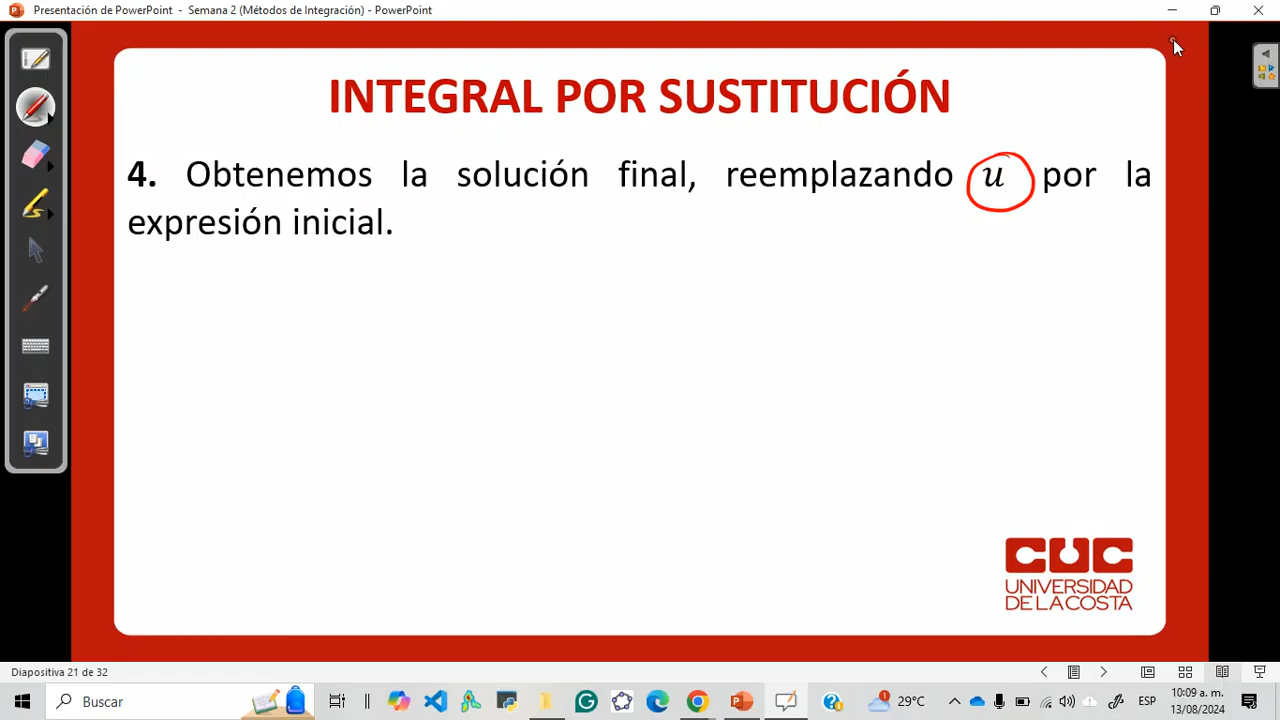 Presentación de PowerPoint - Semana 2 (Métodos de Integración) - PowerPoint
INTEGRAL POR SUSTITUCIÓN
4. Obtenemos la solución final, reemplazando u por la
expresión inicial.
CUC
UNIVERSIDAD
DE LA COSTA
Diapositiva 21 de 32
Buscar
29°C
ESP
10:09 a. m.
13/08/2024